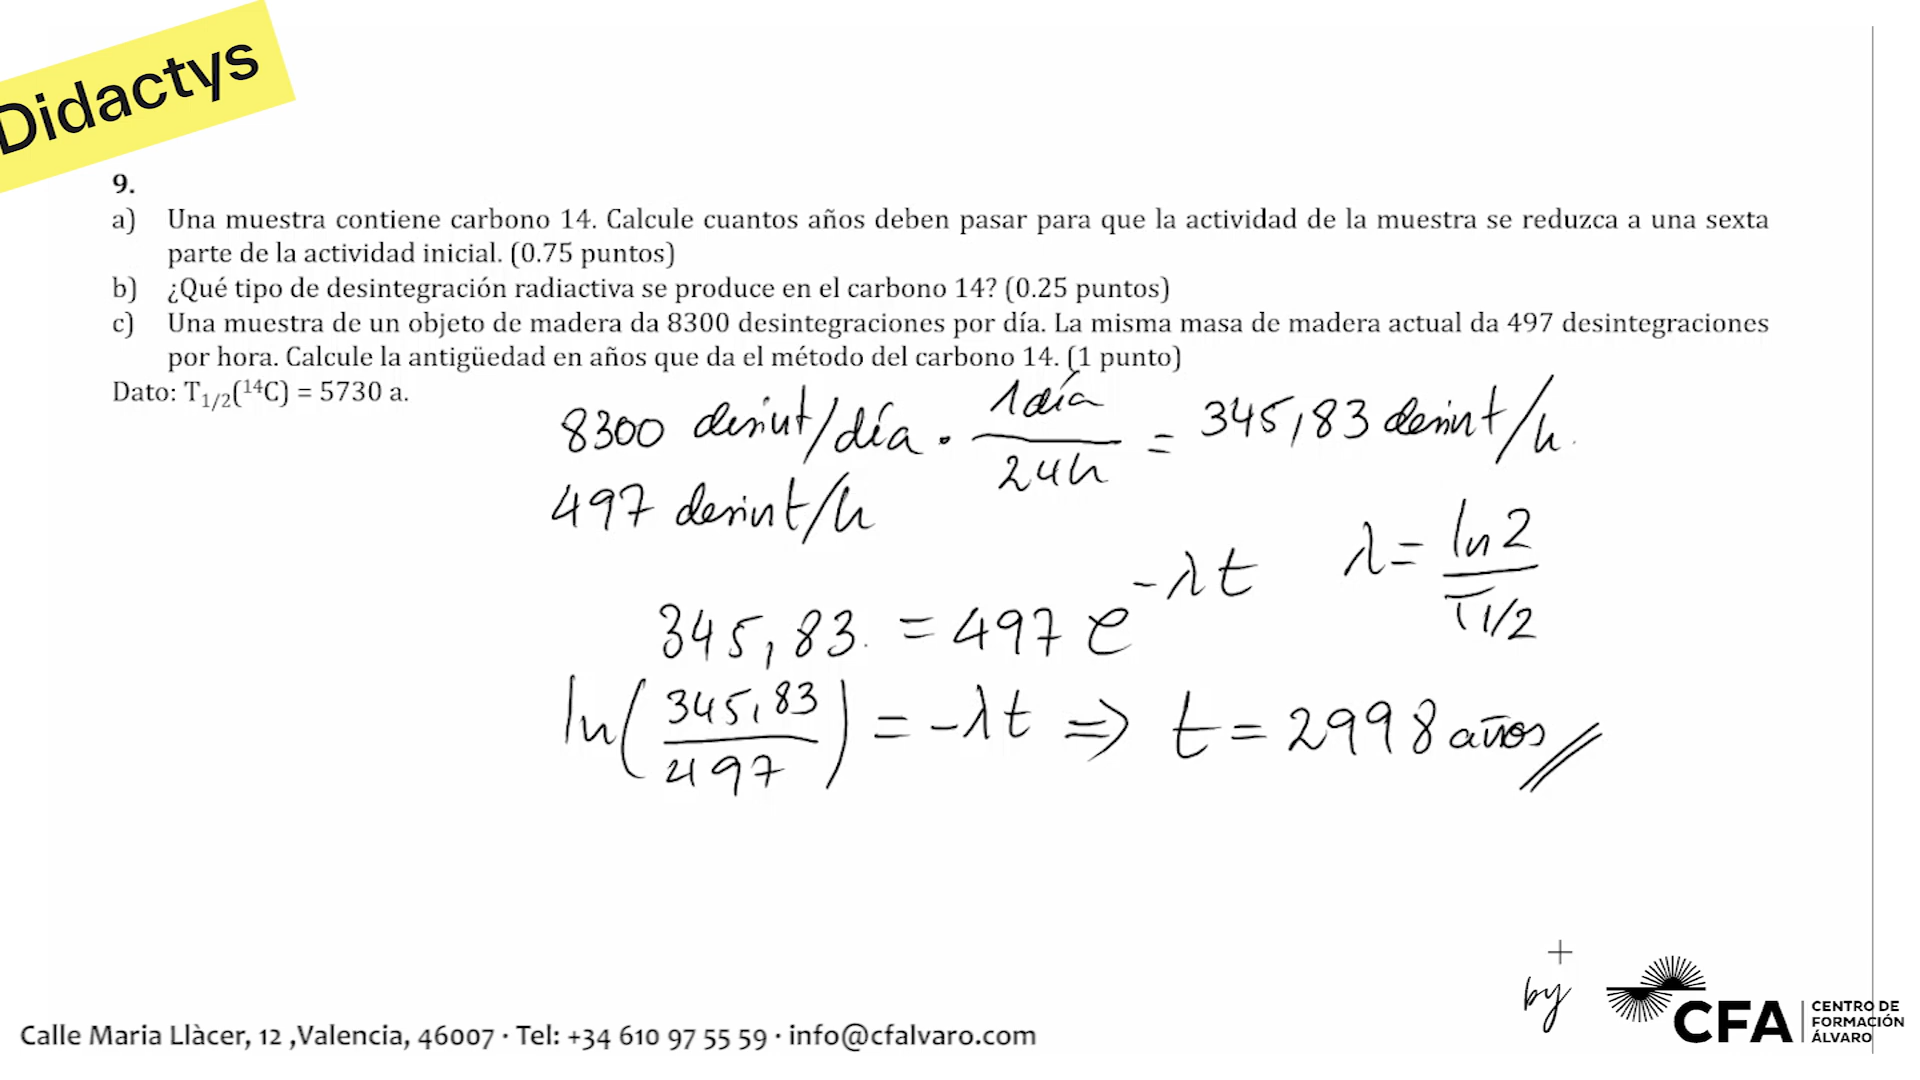 Didactys
9.
a) Una muestra contiene carbono 14. Calcule cuantos años deben pasar para que la actividad de la muestra se reduzca a una sexta
parte de la actividad inicial. (0.75 puntos)
b) ¿Qué tipo de desintegración radiactiva se produce en el carbono 14? (0.25 puntos)
c) Una muestra de un objeto de madera da 8300 desintegraciones por día. La misma masa de madera actual da 497 desintegraciones
por hora. Calcule la antigüedad en años que da el método del carbono 14. (1 punto)
Dato: T1/2(14C) = 5730 a.
8300 desint/día · 1 día / 24h = 345,83 desint/h.
497 desint/h
λ = ln 2 / T 1/2
345,83 = 497 e^-λt
ln(345,83 / 497) = -λt => t = 2998 años //
by
CFA
CENTRO DE
FORMACIÓN
ÁLVARO
Calle Maria Llàcer, 12 ,Valencia, 46007 · Tel: +34 610 97 55 59 · info@cfalvaro.com